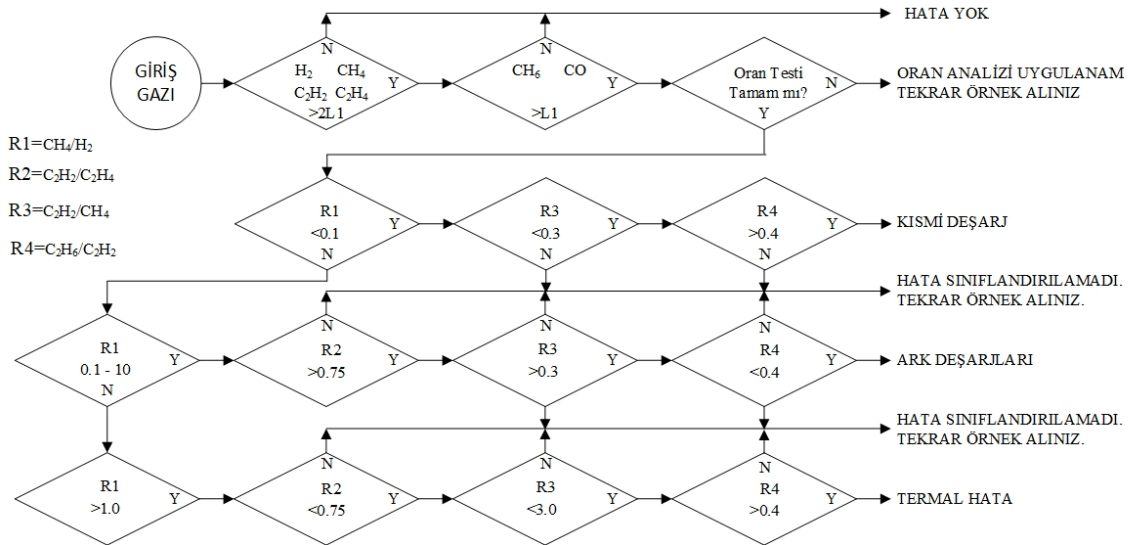 HATA YOK
GİRİŞ
GAZI
N
H₂ CH₄
Y
C₂H₂ C₂H₄
>2L1
N
CH₆ CO
Y
>L1
Oran Testi
Tamam mı?
N
Y
ORAN ANALİZİ UYGULANAM
TEKRAR ÖRNEK ALINIZ
R1=CH₄/H₂
R2=C₂H₂/C₂H₄
R3=C₂H₂/CH₄
R4=C₂H₆/C₂H₂
R1
<0.1
Y
N
R3
<0.3
Y
N
R4
>0.4
Y
N
KISMİ DEŞARJ
HATA SINIFLANDIRILAMADI.
TEKRAR ÖRNEK ALINIZ.
R1
0.1 - 10
Y
N
N
R2
>0.75
Y
N
R3
>0.3
Y
N
R4
<0.4
Y
ARK DEŞARJLARI
HATA SINIFLANDIRILAMADI.
TEKRAR ÖRNEK ALINIZ.
R1
>1.0
Y
N
R2
<0.75
Y
N
R3
<3.0
Y
N
R4
>0.4
Y
TERMAL HATA